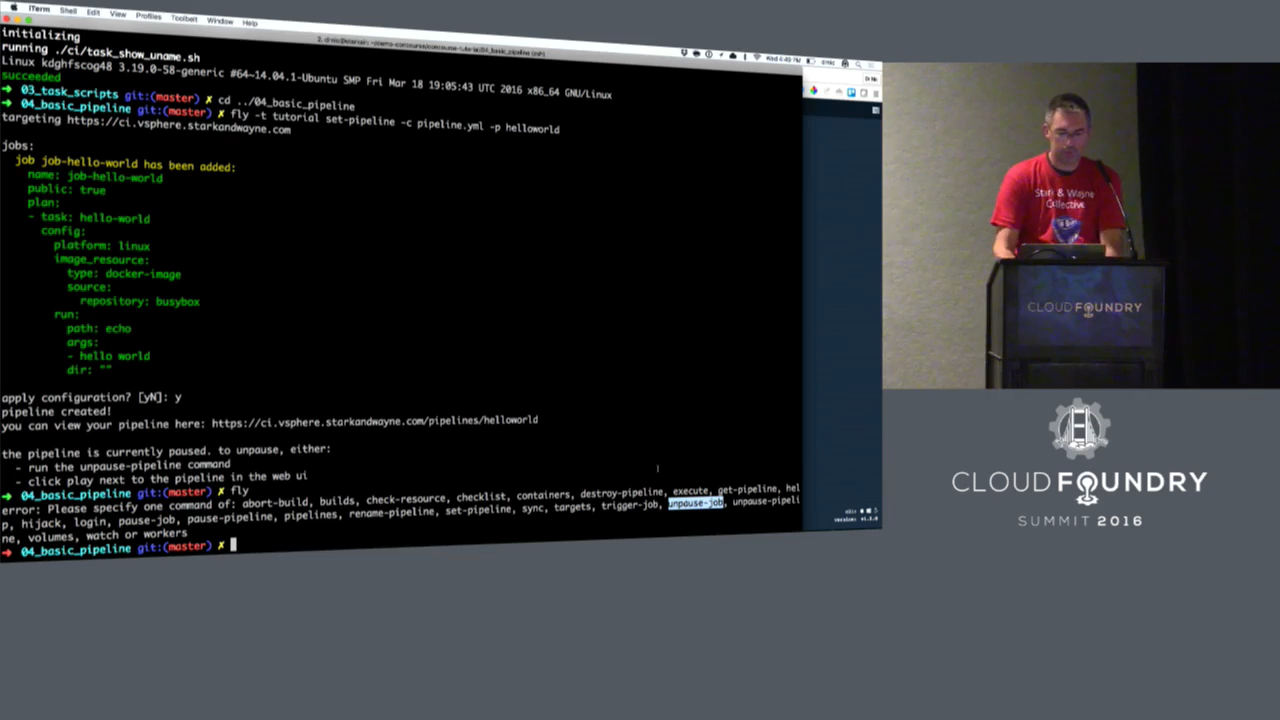 iTerm Shell Edit View Profiles Toolbelt Window Help
initializing
running ./ci/task_show_uname.sh
Linux kdghfscog48 3.19.0-58-generic #64~14.04.1-Ubuntu SMP Fri Mar 18 19:05:43 UTC 2016 x86_64 GNU/Linux
succeeded
➜ 03_task_scripts git:(master) ✗ cd ../04_basic_pipeline
➜ 04_basic_pipeline git:(master) ✗ fly -t tutorial set-pipeline -c pipeline.yml -p helloworld
targeting https://ci.vsphere.starkandwayne.com
jobs:
job job-hello-world has been added:
name: job-hello-world
public: true
plan:
- task: hello-world
config:
platform: linux
image_resource:
type: docker-image
source:
repository: busybox
run:
path: echo
args:
- hello world
dir: ""
apply configuration? [yN]: y
pipeline created!
you can view your pipeline here: https://ci.vsphere.starkandwayne.com/pipelines/helloworld
the pipeline is currently paused. to unpause, either:
- run the unpause-pipeline command
- click play next to the pipeline in the web ui
➜ 04_basic_pipeline git:(master) ✗ fly
error: Please specify one command of: abort-build, builds, check-resource, checklist, containers, destroy-pipeline, execute, get-pipeline, hel
p, hijack, login, pause-job, pause-pipeline, pipelines, rename-pipeline, set-pipeline, sync, targets, trigger-job, unpause-job, unpause-pipeli
ne, volumes, watch or workers
➜ 04_basic_pipeline git:(master) ✗
Stark & Wayne
Collective
CLOUD FOUNDRY
CLOUD FOUNDRY
SUMMIT 2016